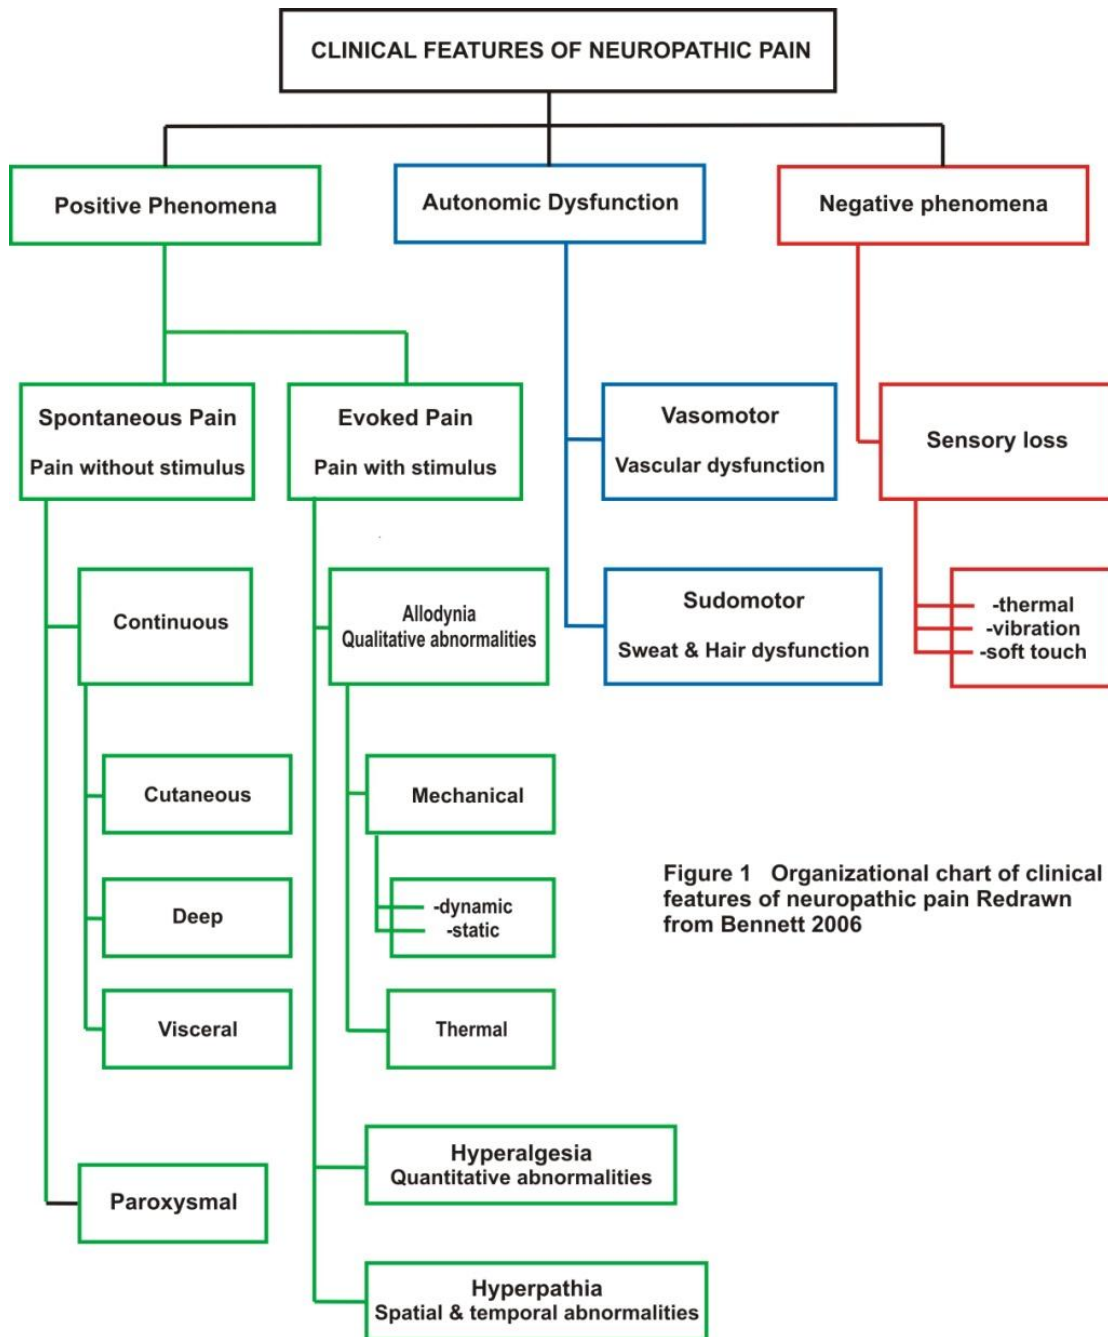 CLINICAL FEATURES OF NEUROPATHIC PAIN
Positive Phenomena
Autonomic Dysfunction
Negative phenomena
Spontaneous Pain
Pain without stimulus
Evoked Pain
Pain with stimulus
Vasomotor
Vascular dysfunction
Sensory loss
Continuous
Allodynia
Qualitative abnormalities
Sudomotor
Sweat & Hair dysfunction
-thermal
-vibration
-soft touch
Cutaneous
Mechanical
Deep
-dynamic
-static
Visceral
Thermal
Figure 1 Organizational chart of clinical
features of neuropathic pain Redrawn
from Bennett 2006
Hyperalgesia
Quantitative abnormalities
Paroxysmal
Hyperpathia
Spatial & temporal abnormalities